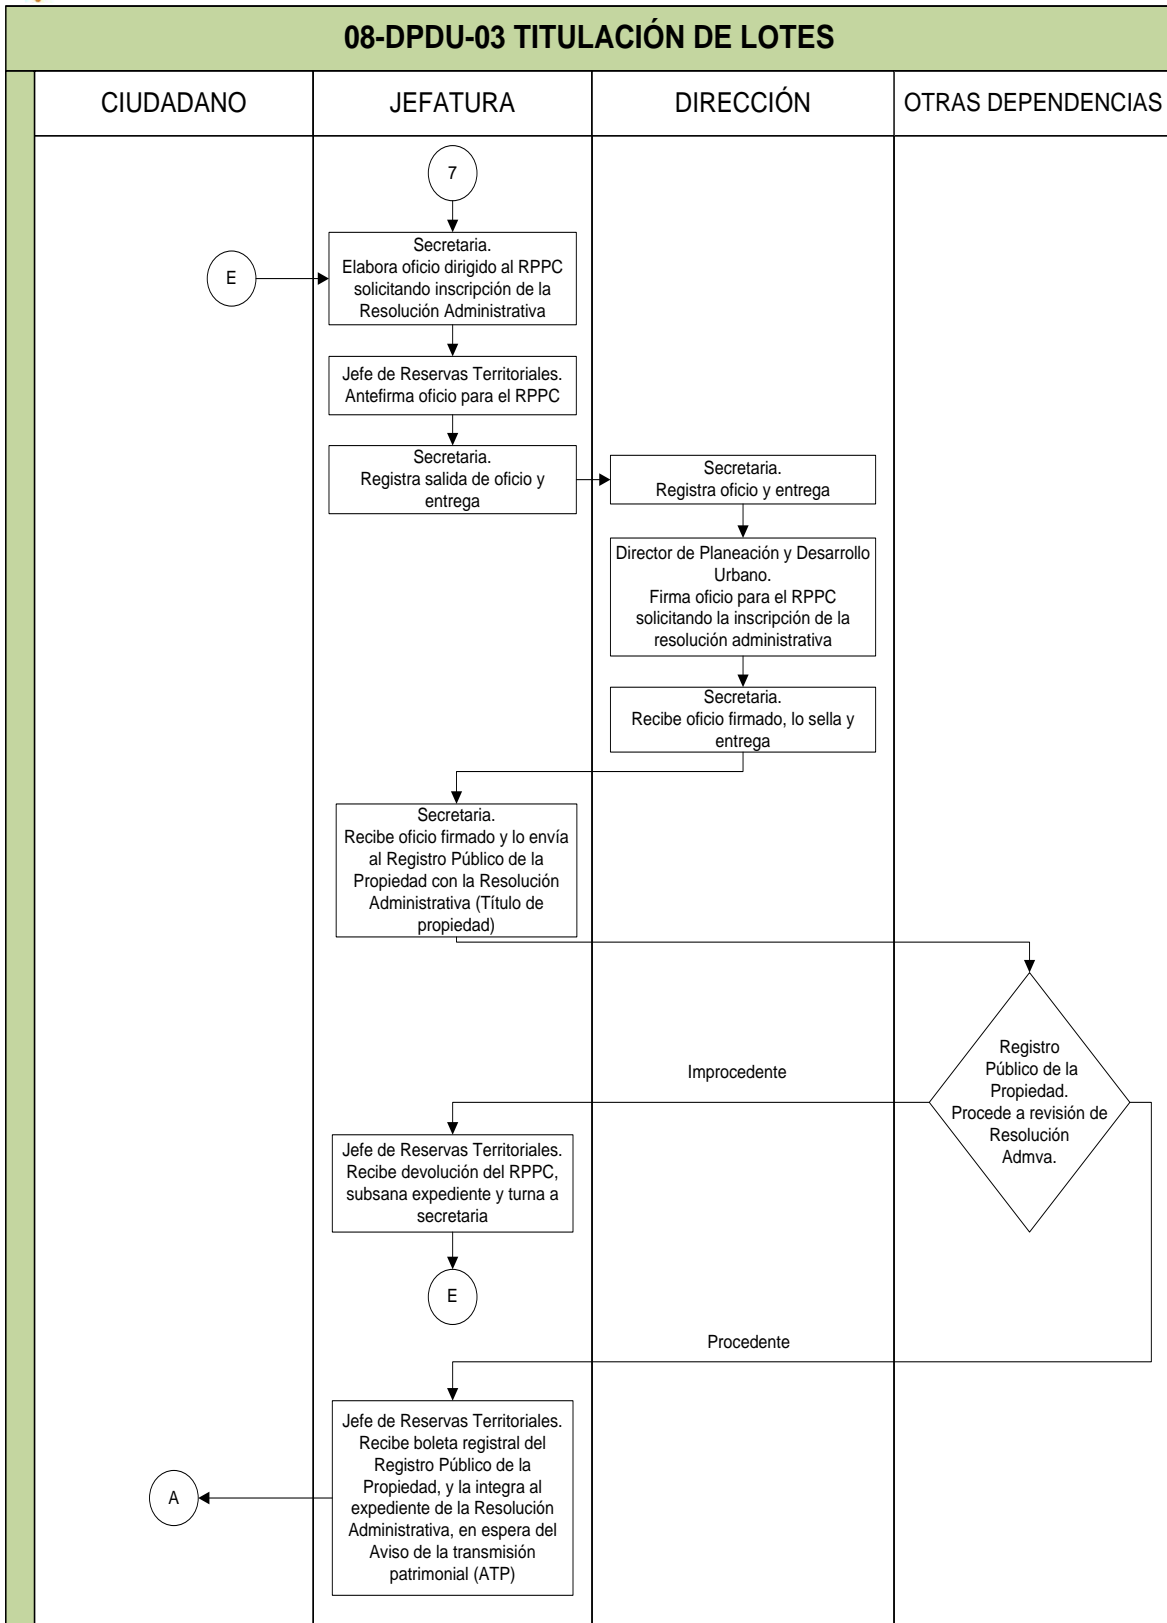 08-DPDU-03 TITULACIÓN DE LOTES
CIUDADANO
JEFATURA
DIRECCIÓN
OTRAS DEPENDENCIAS
7
E
Secretaria.
Elabora oficio dirigido al RPPC
solicitando inscripción de la
Resolución Administrativa
Jefe de Reservas Territoriales.
Antefirma oficio para el RPPC
Secretaria.
Registra salida de oficio y
entrega
Secretaria.
Registra oficio y entrega
Director de Planeación y Desarrollo
Urbano.
Firma oficio para el RPPC
solicitando la inscripción de la
resolución administrativa
Secretaria.
Recibe oficio firmado, lo sella y
entrega
Secretaria.
Recibe oficio firmado y lo envía
al Registro Público de la
Propiedad con la Resolución
Administrativa (Título de
propiedad)
Registro
Público de la
Propiedad.
Procede a revisión de
Resolución
Admva.
Improcedente
Jefe de Reservas Territoriales.
Recibe devolución del RPPC,
subsana expediente y turna a
secretaria
E
Procedente
Jefe de Reservas Territoriales.
Recibe boleta registral del
Registro Público de la
Propiedad, y la integra al
expediente de la Resolución
Administrativa, en espera del
Aviso de la transmisión
patrimonial (ATP)
A